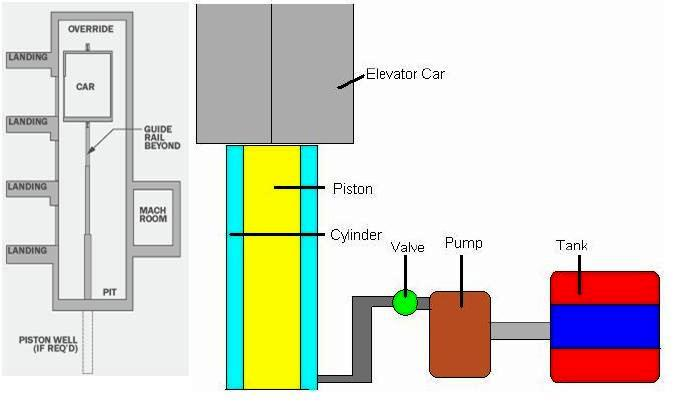 OVERRIDE
LANDING
CAR
LANDING
GUIDE
RAIL
BEYOND
LANDING
MACH
ROOM
LANDING
PIT
PISTON WELL
(IF REQ'D)
Elevator Car
Piston
Cylinder
Valve
Pump
Tank